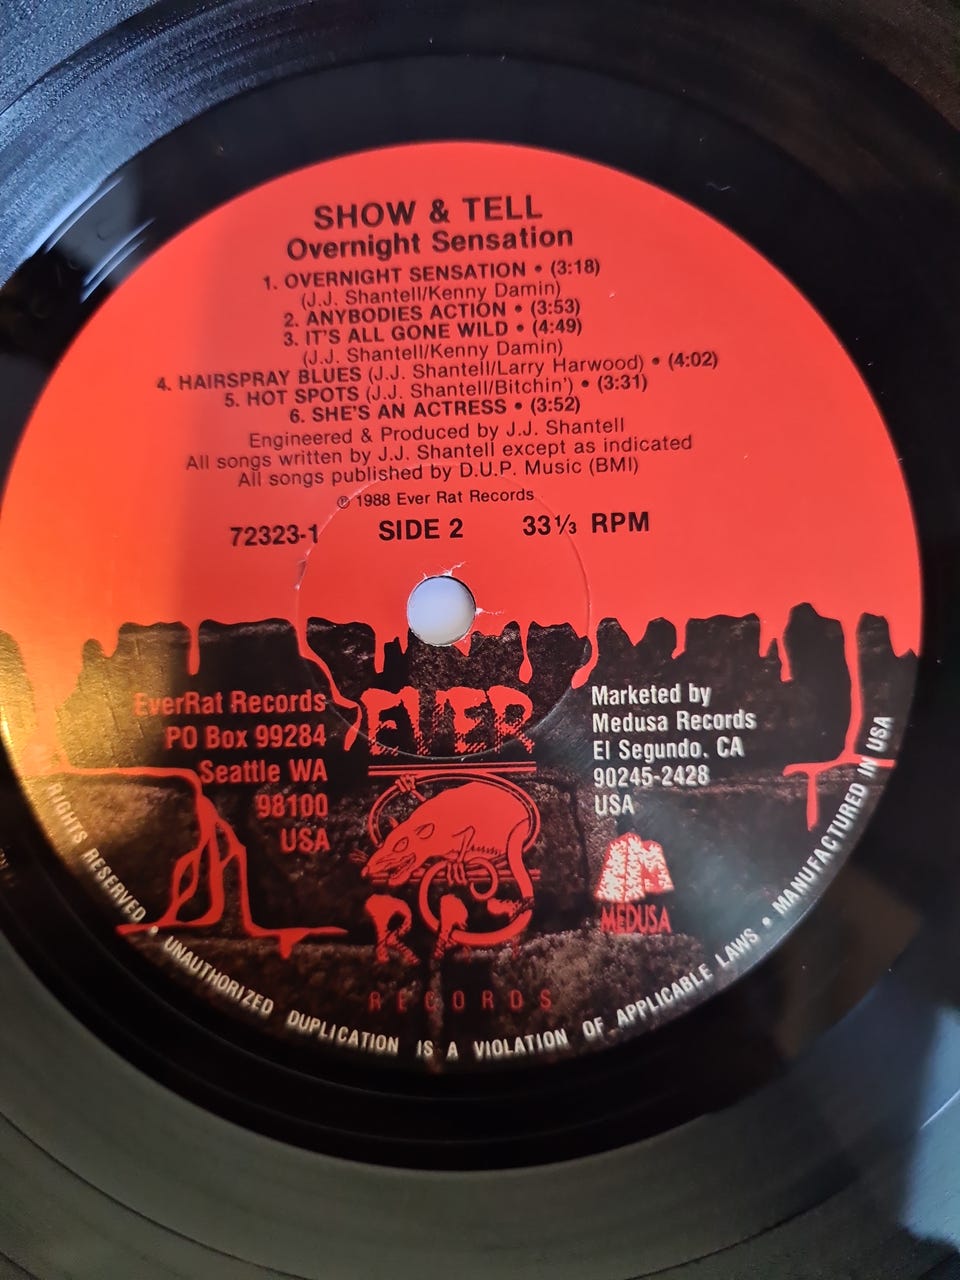 SHOW & TELL
Overnight Sensation
1. OVERNIGHT SENSATION • (3:18)
(J.J. Shantell/Kenny Damin)
2. ANYBODIES ACTION • (3:53)
3. IT'S ALL GONE WILD • (4:49)
(J.J. Shantell/Kenny Damin)
4. HAIRSPRAY BLUES (J.J. Shantell/Larry Harwood) • (4:02)
5. HOT SPOTS (J.J. Shantell/Bitchin') • (3:31)
6. SHE'S AN ACTRESS • (3:52)
Engineered & Produced by J.J. Shantell
All songs written by J.J. Shantell except as indicated
All songs published by D.U.P. Music (BMI)
℗ 1988 Ever Rat Records
72323-1 SIDE 2 33⅓ RPM
EverRat Records
PO Box 99284
Seattle WA
98100
USA
EVER
RAT
RECORDS
Marketed by
Medusa Records
El Segundo. CA
90245-2428
USA
M
MEDUSA
RIGHTS RESERVED • UNAUTHORIZED DUPLICATION IS A VIOLATION OF APPLICABLE LAWS • MANUFACTURED IN USA